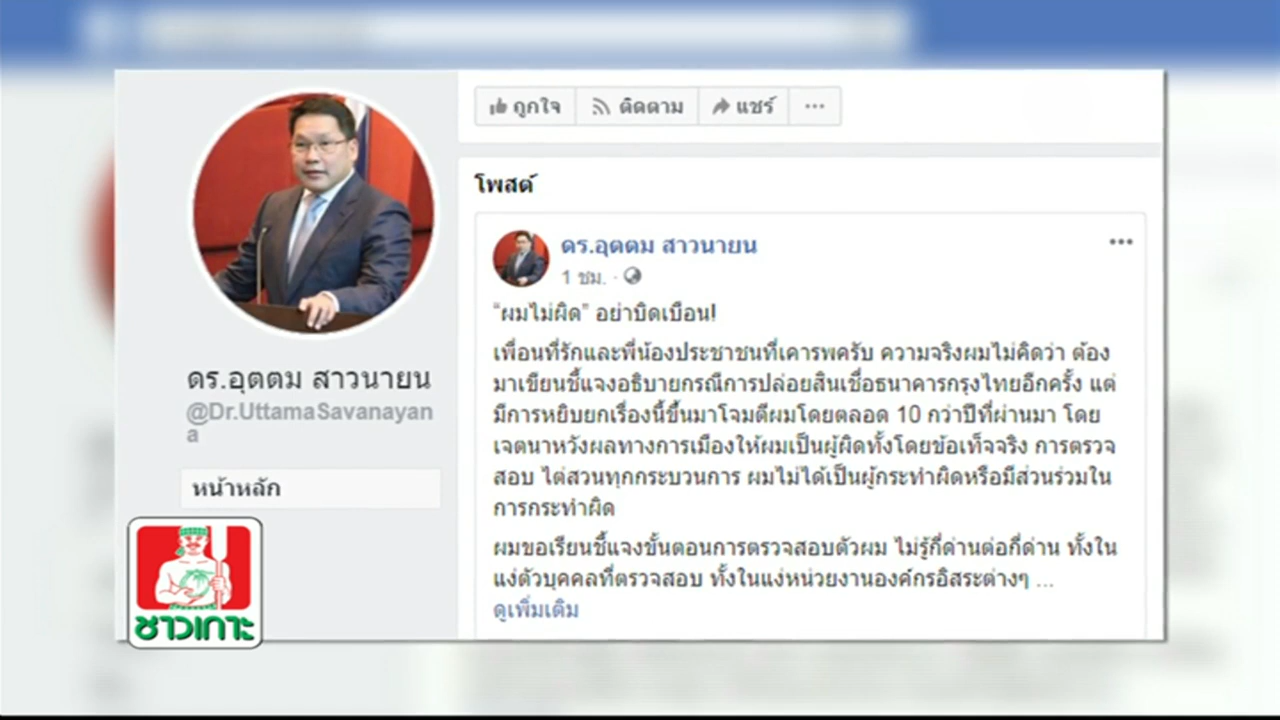 ถูกใจ
ติดตาม
แชร์
โพสต์
ดร.อุตตม สาวนายน
1 ชม.
“ผมไม่ผิด” อย่าบิดเบือน!
เพื่อนที่รักและพี่น้องประชาชนที่เคารพครับ ความจริงผมไม่คิดว่า ต้อง
มาเขียนชี้แจงอธิบายกรณีการปล่อยสินเชื่อธนาคารกรุงไทยอีกครั้ง แต่
มีการหยิบยกเรื่องนี้ขึ้นมาโจมตีผมโดยตลอด 10 กว่าปีที่ผ่านมา โดย
เจตนาหวังผลทางการเมืองให้ผมเป็นผู้ผิดทั้งโดยข้อเท็จจริง การตรวจ
สอบ ไต่สวนทุกกระบวนการ ผมไม่ได้เป็นผู้กระทำผิดหรือมีส่วนร่วมใน
การกระทำผิด
ผมขอเรียนชี้แจงขั้นตอนการตรวจสอบตัวผม ไม่รู้กี่ด่านต่อกี่ด่าน ทั้งใน
แง่ตัวบุคคลที่ตรวจสอบ ทั้งในแง่หน่วยงานองค์กรอิสระต่างๆ ...
ดูเพิ่มเติม
ดร.อุตตม สาวนายน
@Dr.UttamaSavanayan
a
หน้าหลัก
ชาวเกาะ